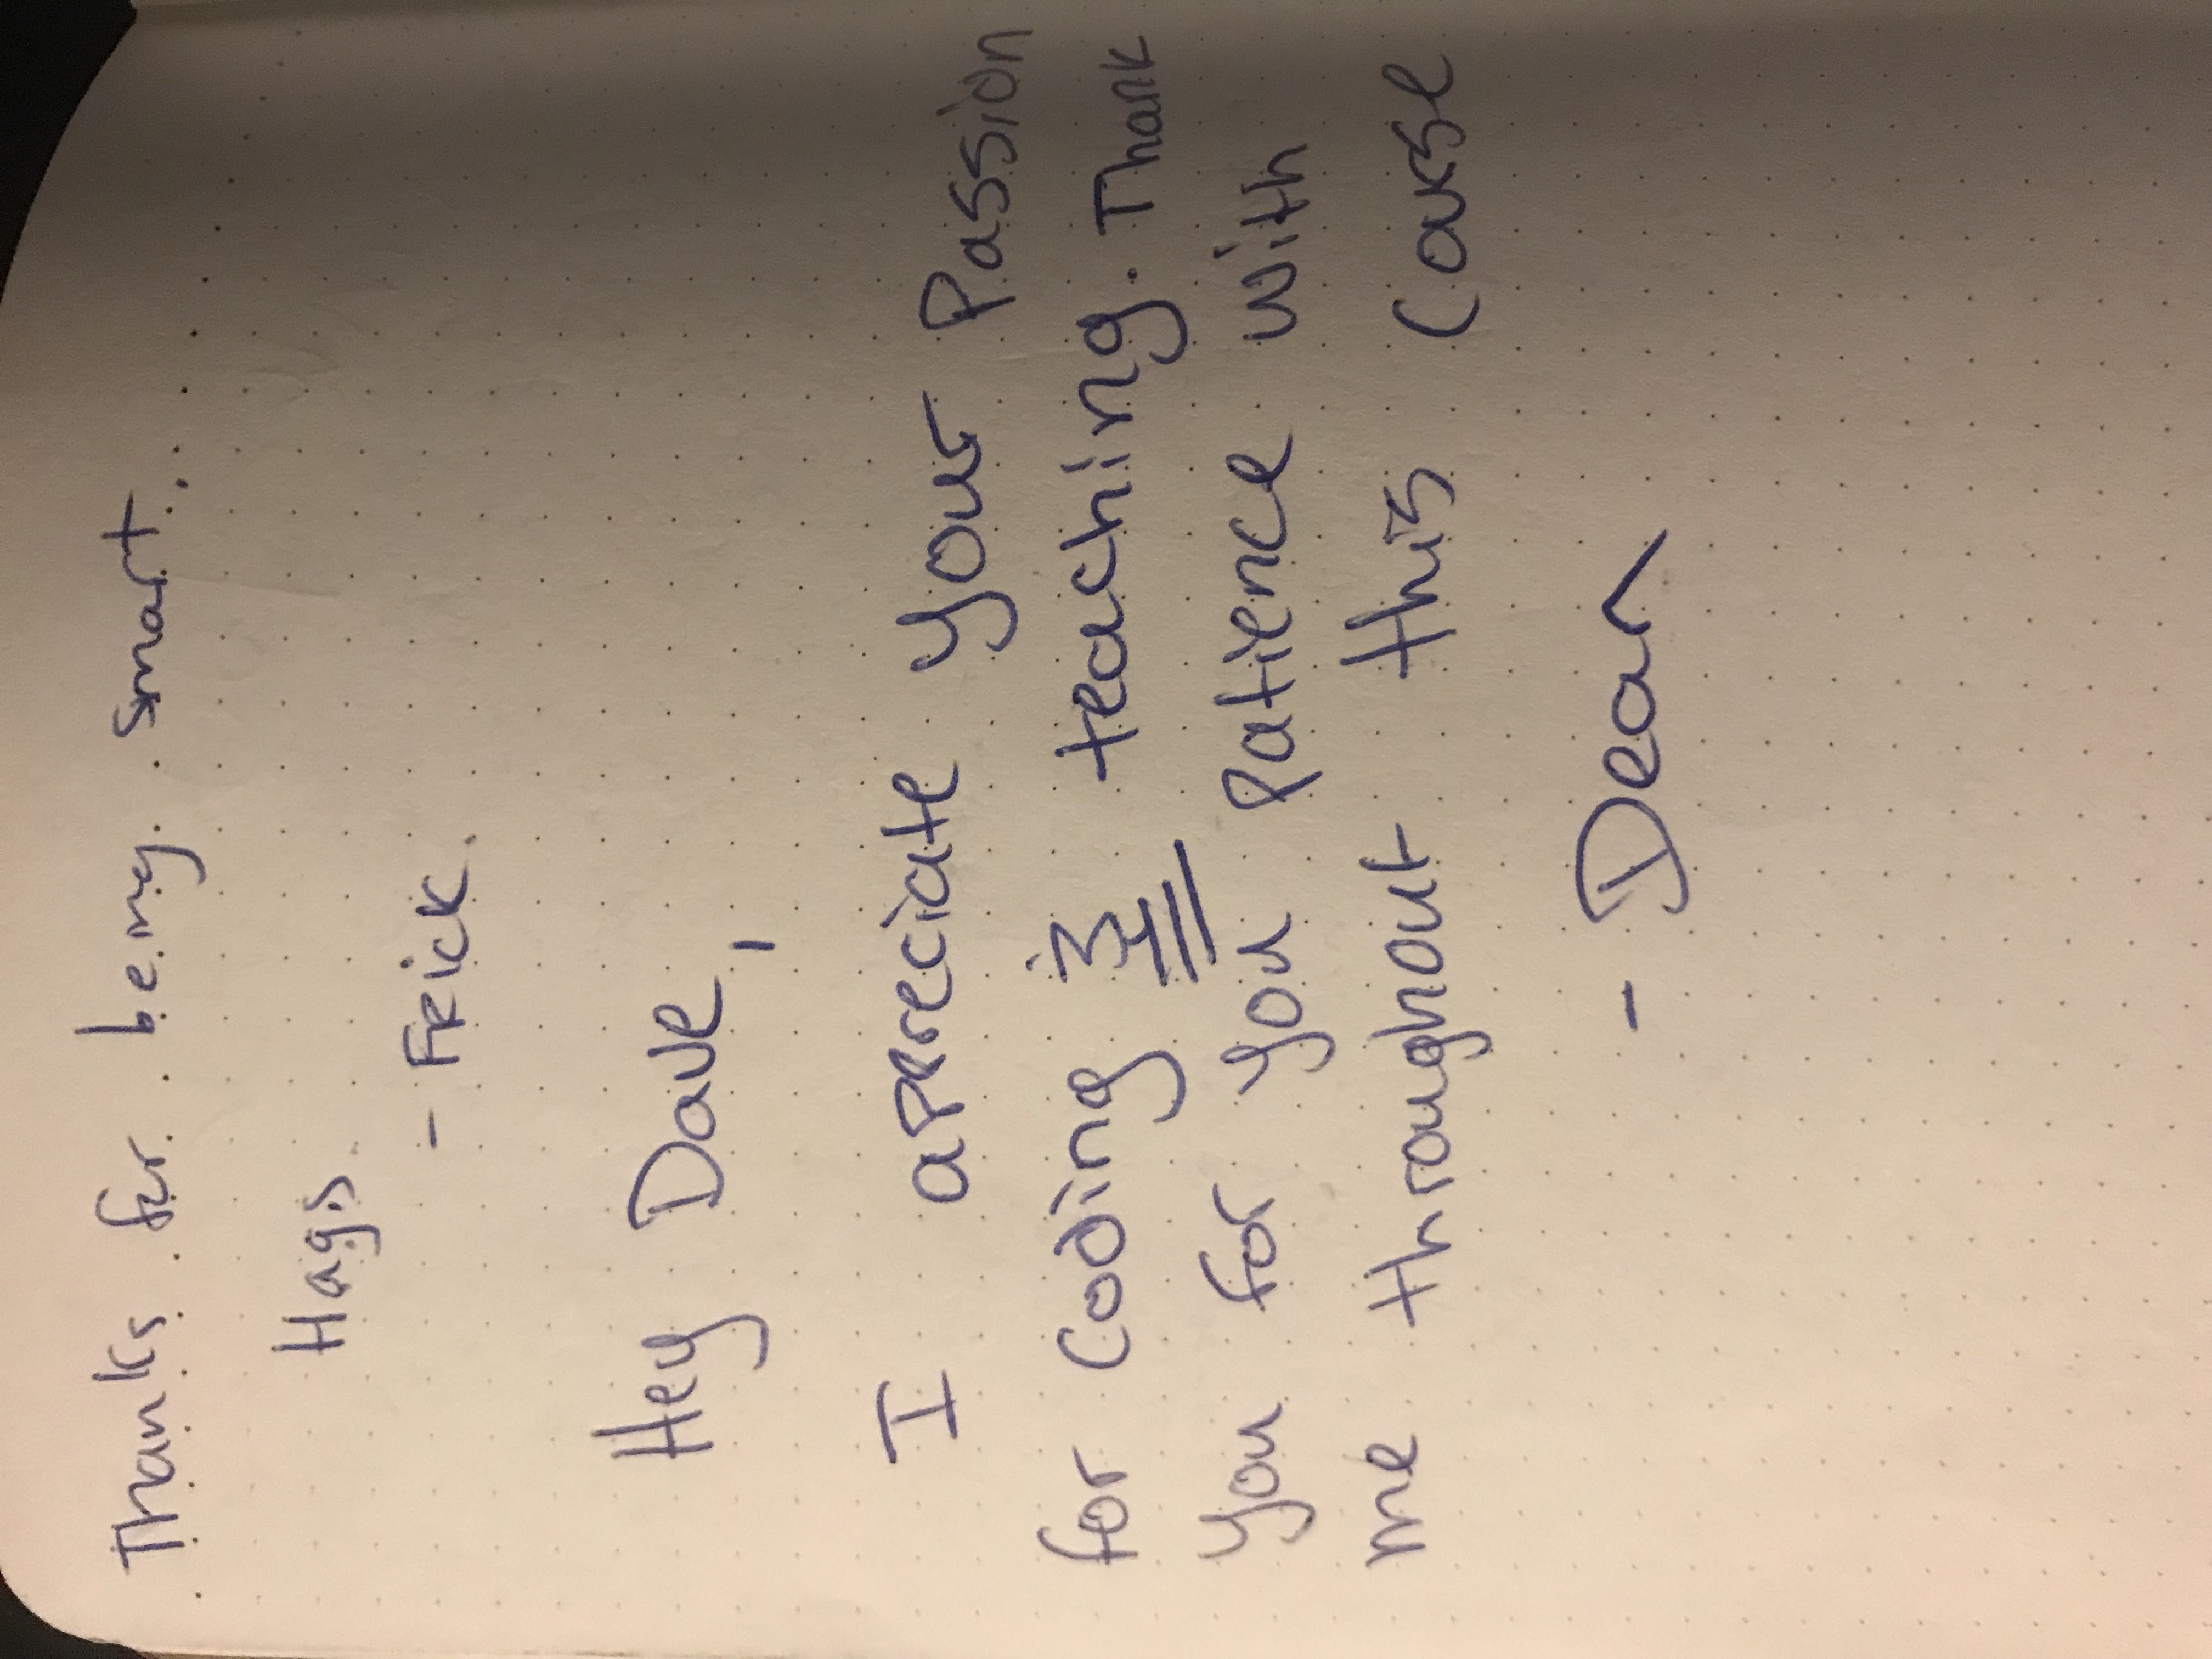 Thanks for being smart.
Hags
- Frick
Hey Dave,
I appreciate your Passion
for coding & teaching. Thank
you for you Patience with
me throughout this course
- Dean